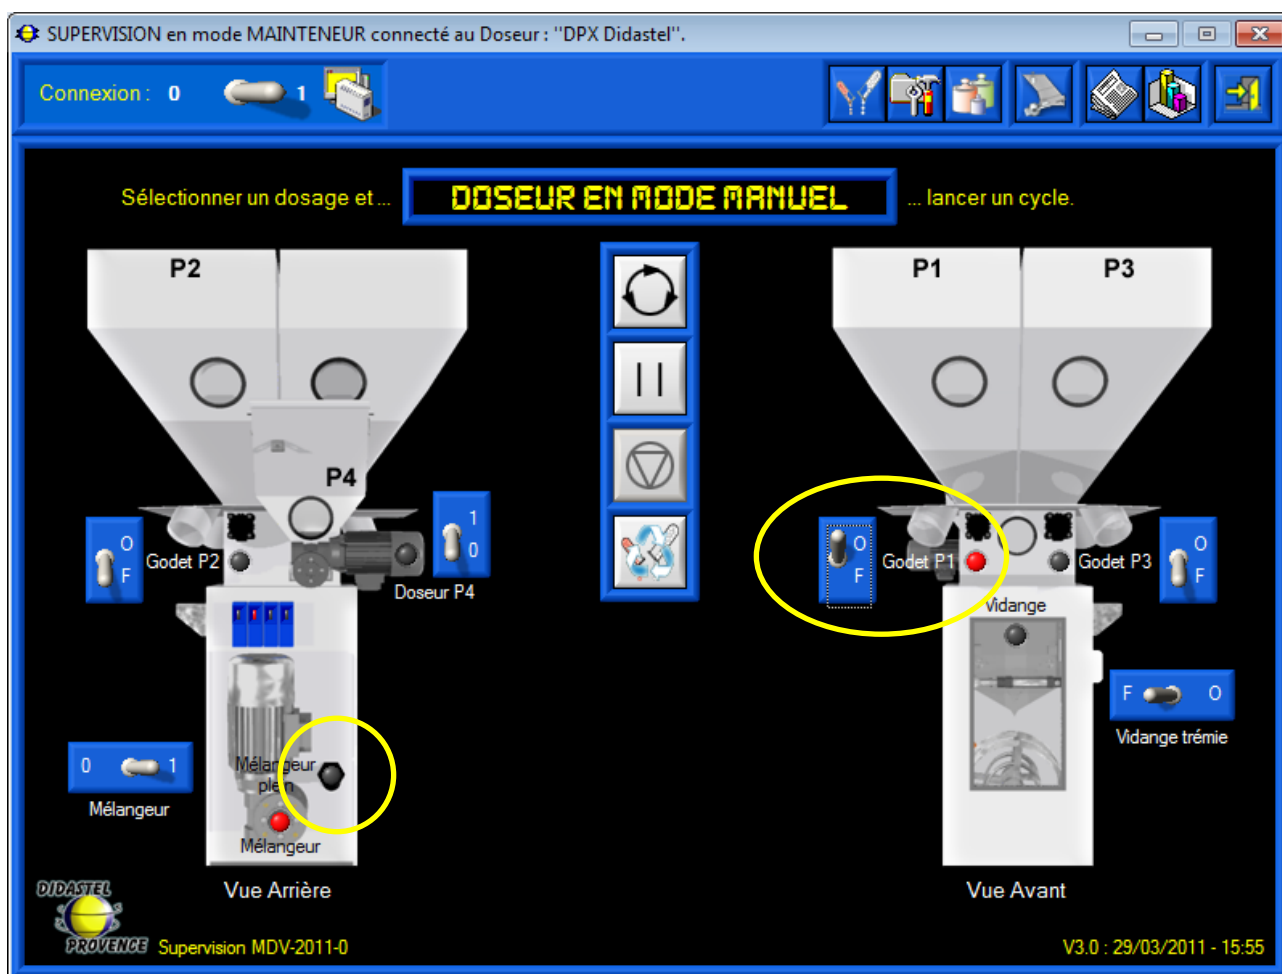 SUPERVISION en mode MAINTENEUR connecté au Doseur : "DPX Didastel".
Connexion : 0 1
Sélectionner un dosage et ... DOSEUR EN MODE MANUEL ... lancer un cycle.
P2
P1 P3
P4
O
F
Godet P2
1
0
Doseur P4
O
F
Godet P1
Godet P3
O
F
Vidange
F O
Vidange trémie
0 1
Mélangeur
Mélangeur
plein
Mélangeur
Vue Arrière
Vue Avant
DIDASTEL
PROVENCE
Supervision MDV-2011-0
V3.0 : 29/03/2011 - 15:55